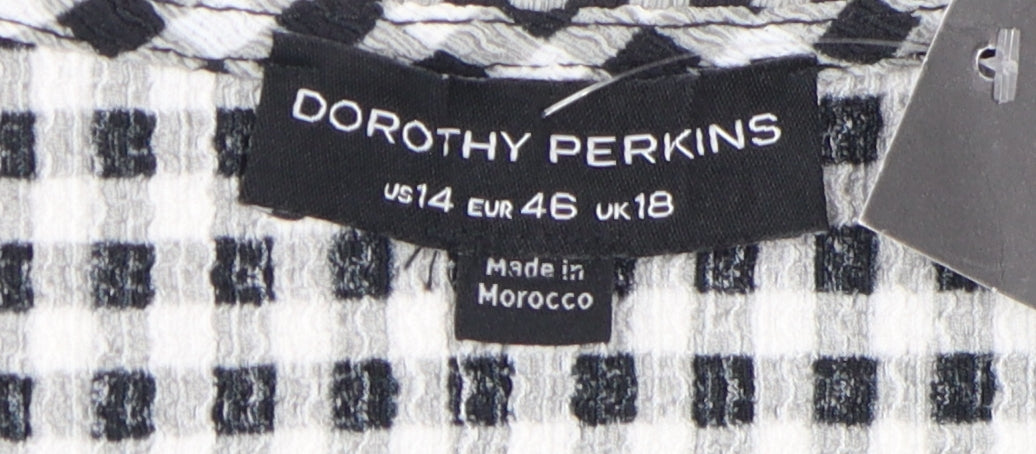 DOROTHY PERKINS
US14 EUR 46 UK18
Made in
Morocco